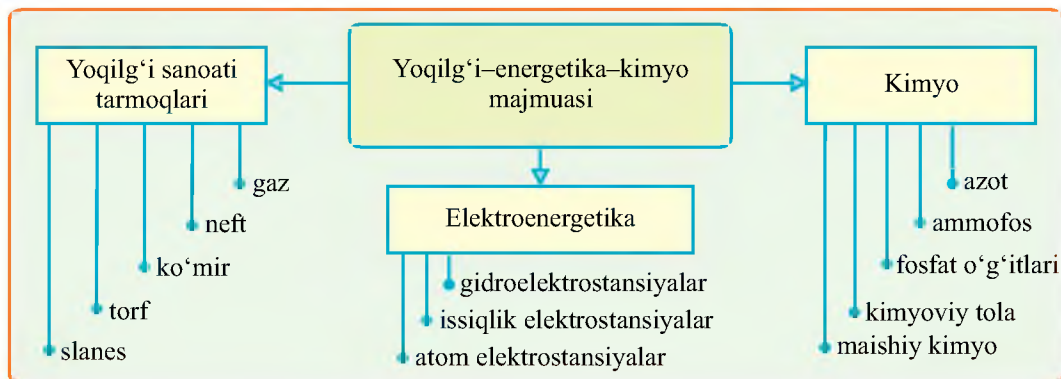 Yoqilg‘i sanoati
tarmoqlari
Yoqilg‘i–energetika–kimyo
majmuasi
Kimyo
gaz
neft
ko‘mir
torf
slanes
Elektroenergetika
gidroelektrostansiyalar
issiqlik elektrostansiyalar
atom elektrostansiyalar
azot
ammofos
fosfat o‘g‘itlari
kimyoviy tola
maishiy kimyo